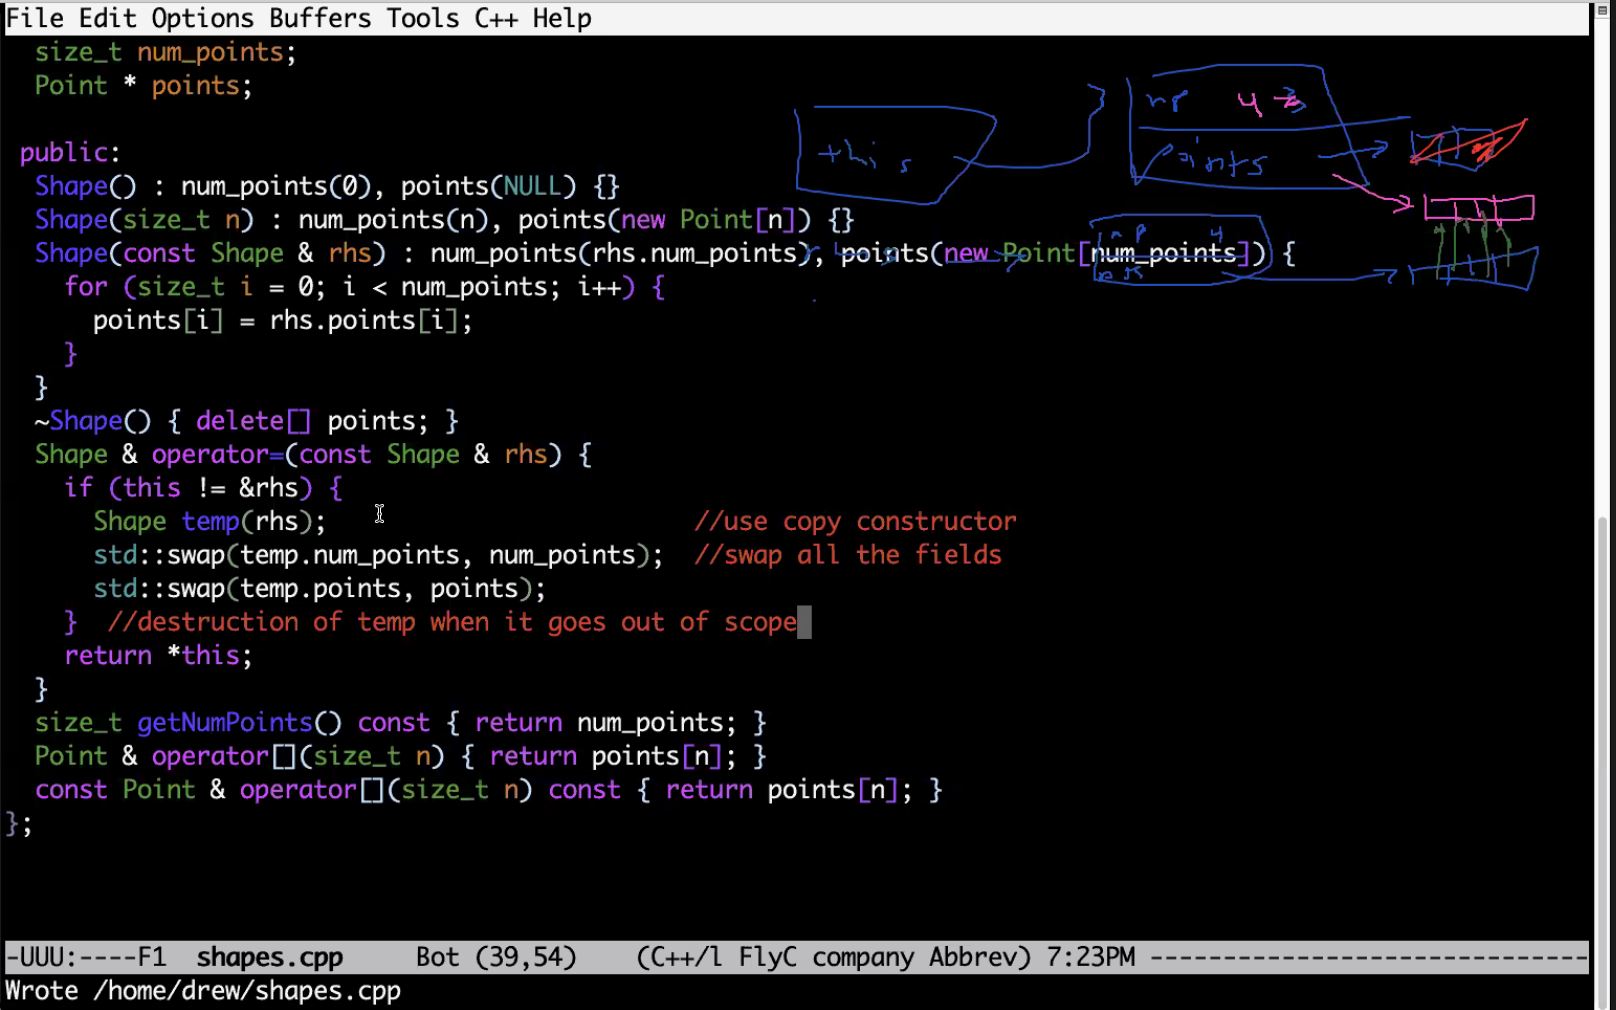 File Edit Options Buffers Tools C++ Help
size_t num_points;
Point * points;
public:
Shape() : num_points(0), points(NULL) {}
Shape(size_t n) : num_points(n), points(new Point[n]) {}
Shape(const Shape & rhs) : num_points(rhs.num_points), points(new Point[num_points]) {
for (size_t i = 0; i < num_points; i++) {
points[i] = rhs.points[i];
}
}
~Shape() { delete[] points; }
Shape & operator=(const Shape & rhs) {
if (this != &rhs) {
Shape temp(rhs); //use copy constructor
std::swap(temp.num_points, num_points); //swap all the fields
std::swap(temp.points, points);
} //destruction of temp when it goes out of scope
return *this;
}
size_t getNumPoints() const { return num_points; }
Point & operator[](size_t n) { return points[n]; }
const Point & operator[](size_t n) const { return points[n]; }
};
this
np 4 3
points
np 4
-UUU:----F1 shapes.cpp Bot (39,54) (C++/l FlyC company Abbrev) 7:23PM ------------------------------
Wrote /home/drew/shapes.cpp